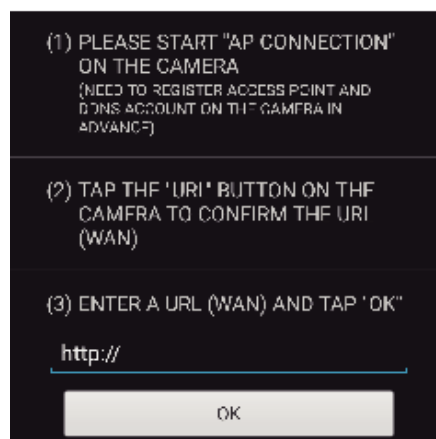 (1) PLEASE START "AP CONNECTION"
ON THE CAMERA
(NEED TO REGISTER ACCESS POINT AND
DDNS ACCOUNT ON THE CAMERA IN
ADVANCE)
(2) TAP THE "URL" BUTTON ON THE
CAMERA TO CONFIRM THE URL
(WAN)
(3) ENTER A URL (WAN) AND TAP "OK"
http://
OK